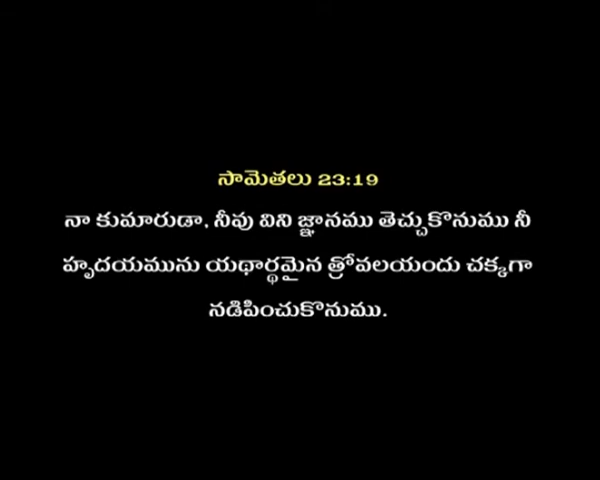 సామెతలు 23:19
నా కుమారుడా, నీవు విని జ్ఞానము తెచ్చుకొనుము నీ
హృదయమును యథార్థమైన త్రోవలయందు చక్కగా
నడిపించుకొనుము.